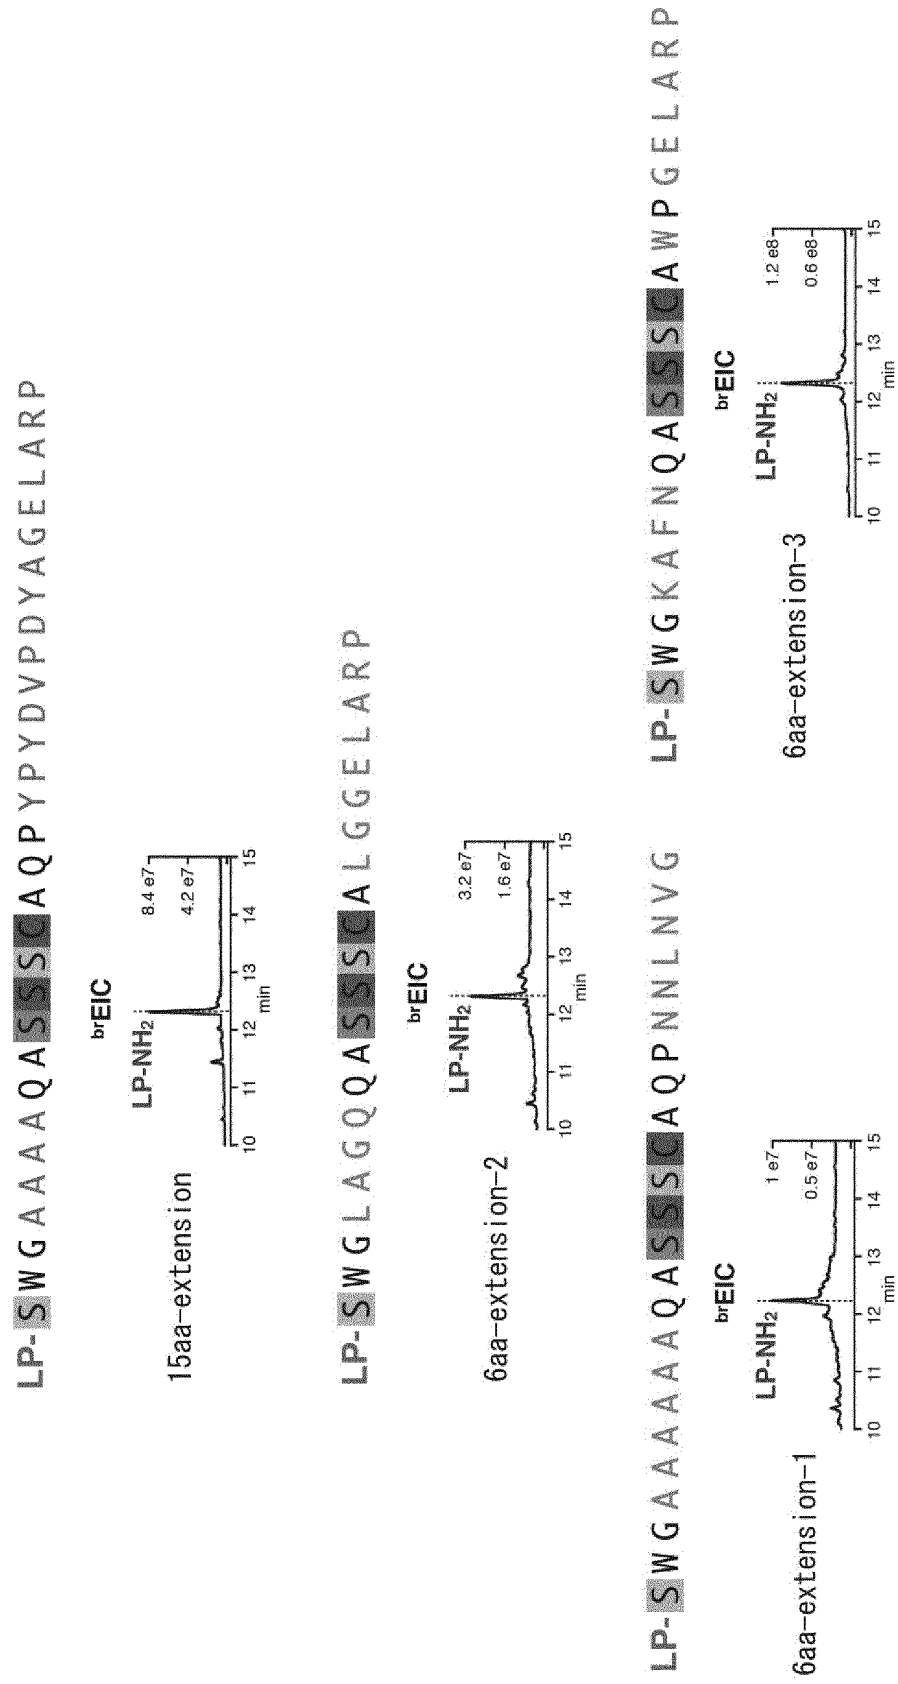 LP-SWGAAAAQASSSCAQPYPYDVPDYAGELARP
brEIC
LP-NH2
8.4 e7
4.2 e7
10 11 12 13 14 15
min
15aa-extension
LP-SWGLAGQQASSSCALGGELARP
brEIC
LP-NH2
3.2 e7
1.6 e7
10 11 12 13 14 15
min
6aa-extension-2
LP-SWGAAAAAQASSSCAQPNNLNVG
brEIC
LP-NH2
1 e7
0.5 e7
10 11 12 13 14 15
min
6aa-extension-1
LP-SWGKAFNQASSSCAWPGELARP
brEIC
LP-NH2
1.2 e8
0.6 e8
10 11 12 13 14 15
min
6aa-extension-3